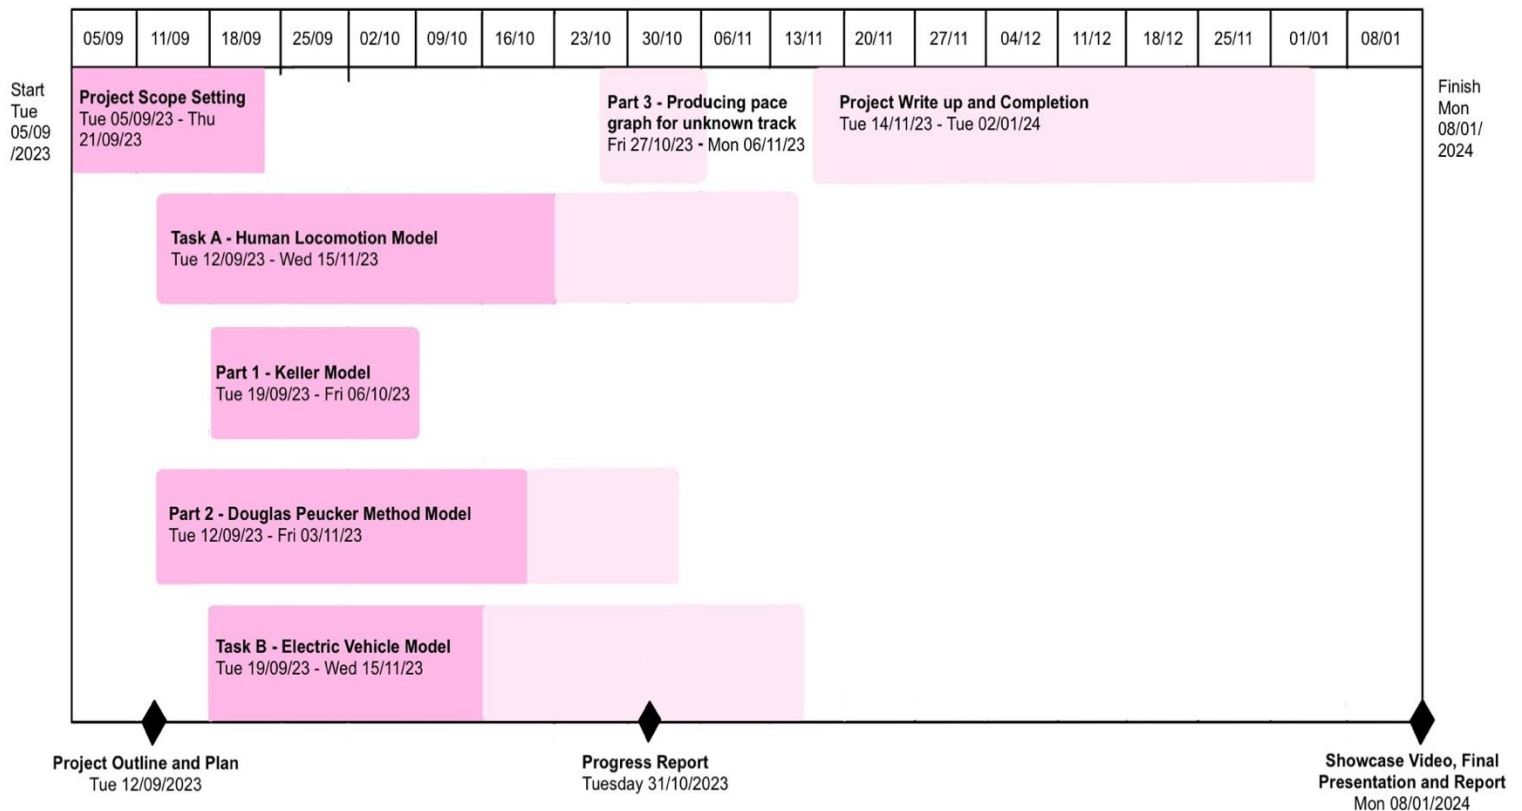 05/09 11/09 18/09 25/09 02/10 09/10 16/10 23/10 30/10 06/11 13/11 20/11 27/11 04/12 11/12 18/12 25/11 01/01 08/01
Start
Tue
05/09
/2023
Project Scope Setting
Tue 05/09/23 - Thu
21/09/23
Part 3 - Producing pace
graph for unknown track
Fri 27/10/23 - Mon 06/11/23
Project Write up and Completion
Tue 14/11/23 - Tue 02/01/24
Finish
Mon
08/01/
2024
Task A - Human Locomotion Model
Tue 12/09/23 - Wed 15/11/23
Part 1 - Keller Model
Tue 19/09/23 - Fri 06/10/23
Part 2 - Douglas Peucker Method Model
Tue 12/09/23 - Fri 03/11/23
Task B - Electric Vehicle Model
Tue 19/09/23 - Wed 15/11/23
Project Outline and Plan
Tue 12/09/2023
Progress Report
Tuesday 31/10/2023
Showcase Video, Final
Presentation and Report
Mon 08/01/2024